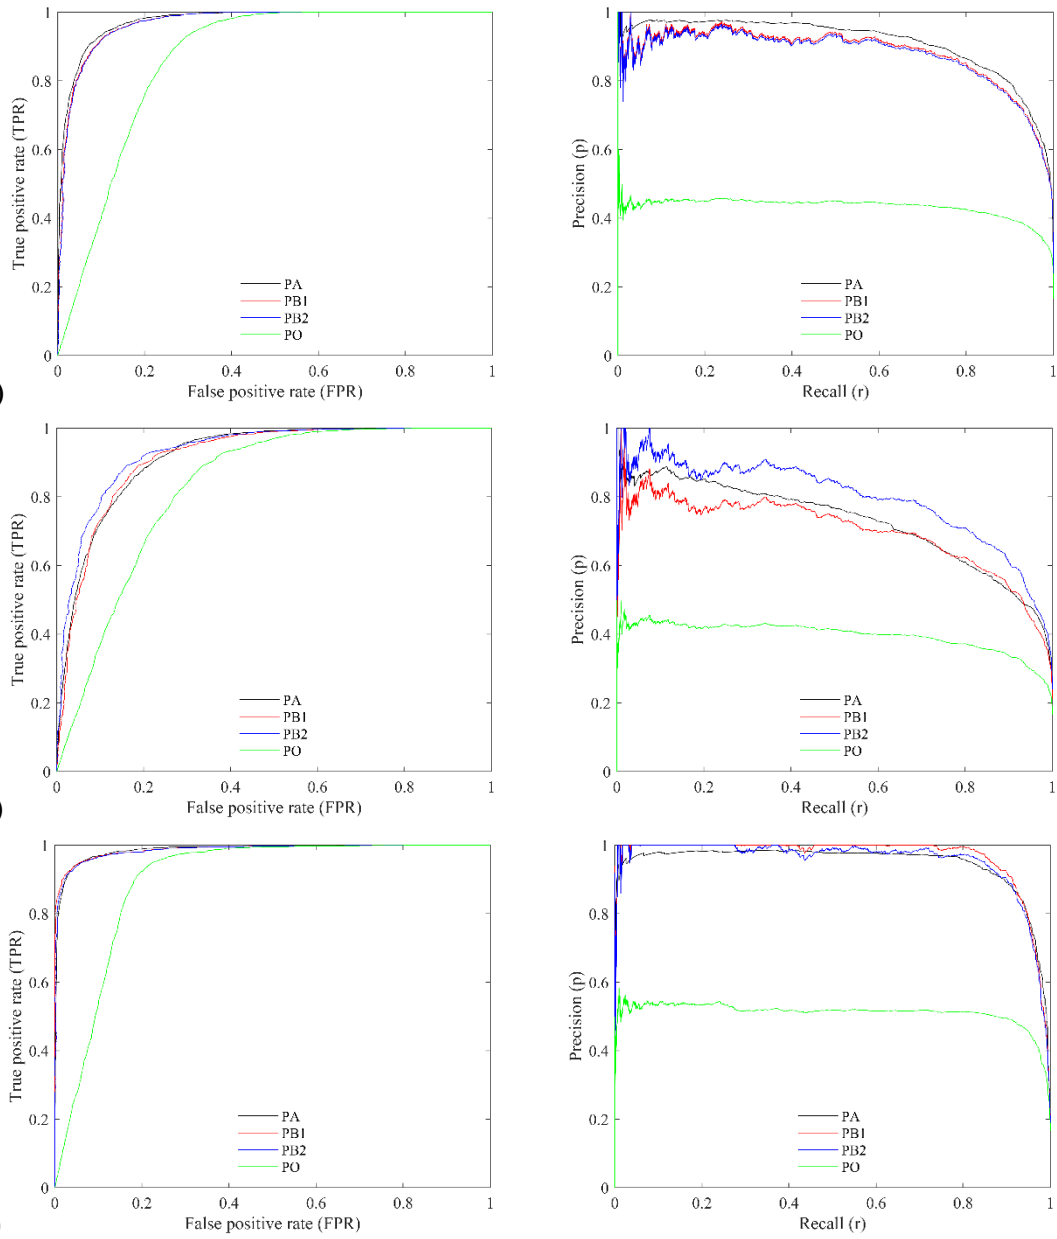 1
0.8
0.6
0.4
0.2
0
True positive rate (TPR)
PA
PB1
PB2
PO
0 0.2 0.4 0.6 0.8 1
False positive rate (FPR)
1
0.8
0.6
0.4
0.2
0
Precision (p)
PA
PB1
PB2
PO
0 0.2 0.4 0.6 0.8 1
Recall (r)
)
1
0.8
0.6
0.4
0.2
0
True positive rate (TPR)
PA
PB1
PB2
PO
0 0.2 0.4 0.6 0.8 1
False positive rate (FPR)
1
0.8
0.6
0.4
0.2
0
Precision (p)
PA
PB1
PB2
PO
0 0.2 0.4 0.6 0.8 1
Recall (r)
)
1
0.8
0.6
0.4
0.2
0
True positive rate (TPR)
PA
PB1
PB2
PO
0 0.2 0.4 0.6 0.8 1
False positive rate (FPR)
1
0.8
0.6
0.4
0.2
0
Precision (p)
PA
PB1
PB2
PO
0 0.2 0.4 0.6 0.8 1
Recall (r)